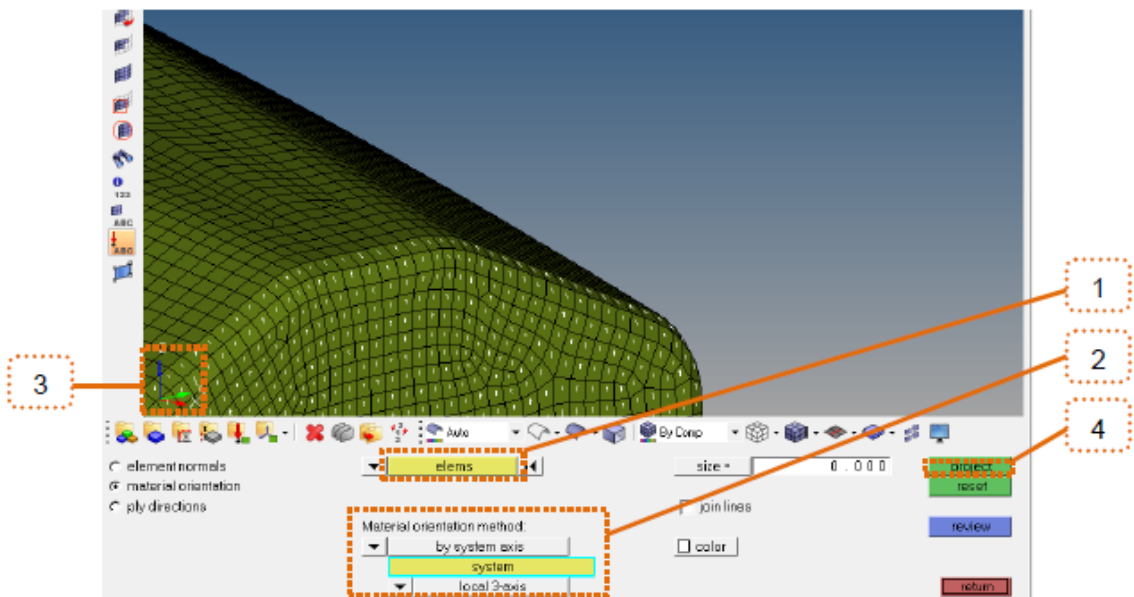 123
ABC
ABC
1
2
3
4
Auto
By Comp
element normals
elems
size =
0.000
project
material orientation
reset
ply directions
join lines
Material orientation method:
review
by system axis
color
system
local 3-axis
return